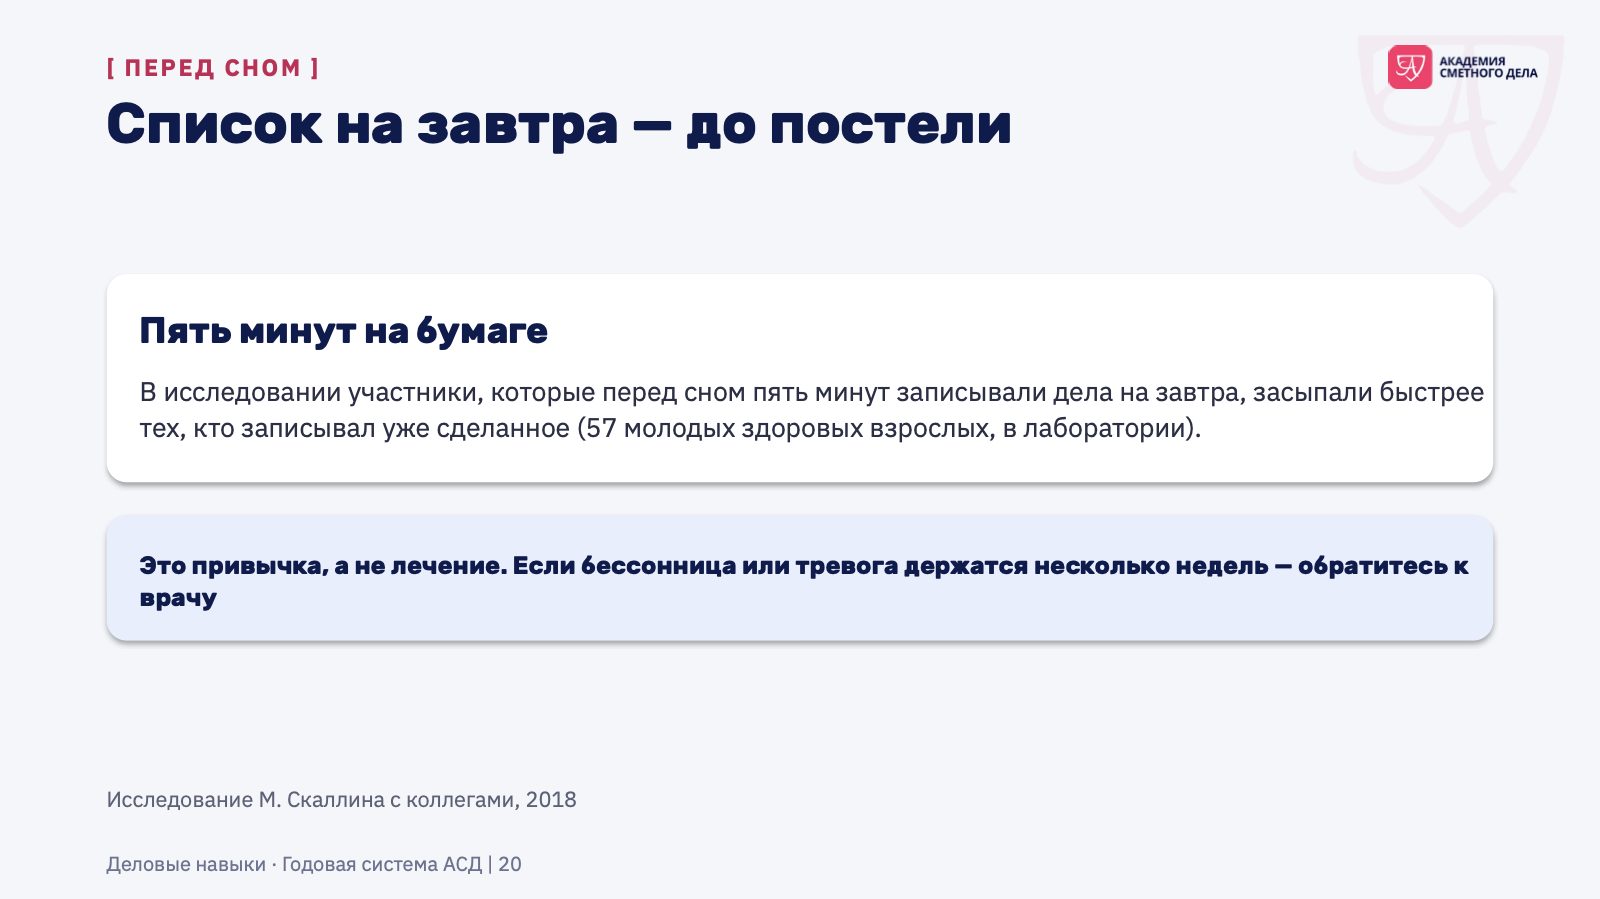 [ ПЕРЕД СНОМ ]
АКАДЕМИЯ
СМЕТНОГО ДЕЛА
Список на завтра — до постели
Пять минут на бумаге
В исследовании участники, которые перед сном пять минут записывали дела на завтра, засыпали быстрее
тех, кто записывал уже сделанное (57 молодых здоровых взрослых, в лаборатории).
Это привычка, а не лечение. Если бессонница или тревога держатся несколько недель — обратитесь к
врачу
Исследование М. Скаллина с коллегами, 2018
Деловые навыки · Годовая система АСД | 20